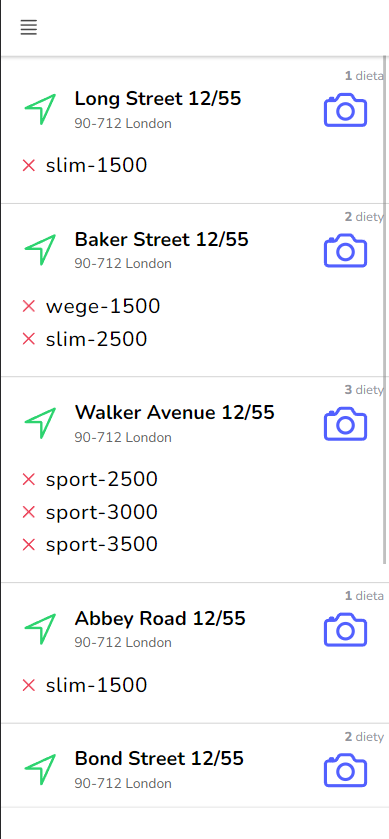 1 dieta
Long Street 12/55
90-712 London
slim-1500
2 diety
Baker Street 12/55
90-712 London
wege-1500
slim-2500
3 diety
Walker Avenue 12/55
90-712 London
sport-2500
sport-3000
sport-3500
1 dieta
Abbey Road 12/55
90-712 London
slim-1500
2 diety
Bond Street 12/55
90-712 London